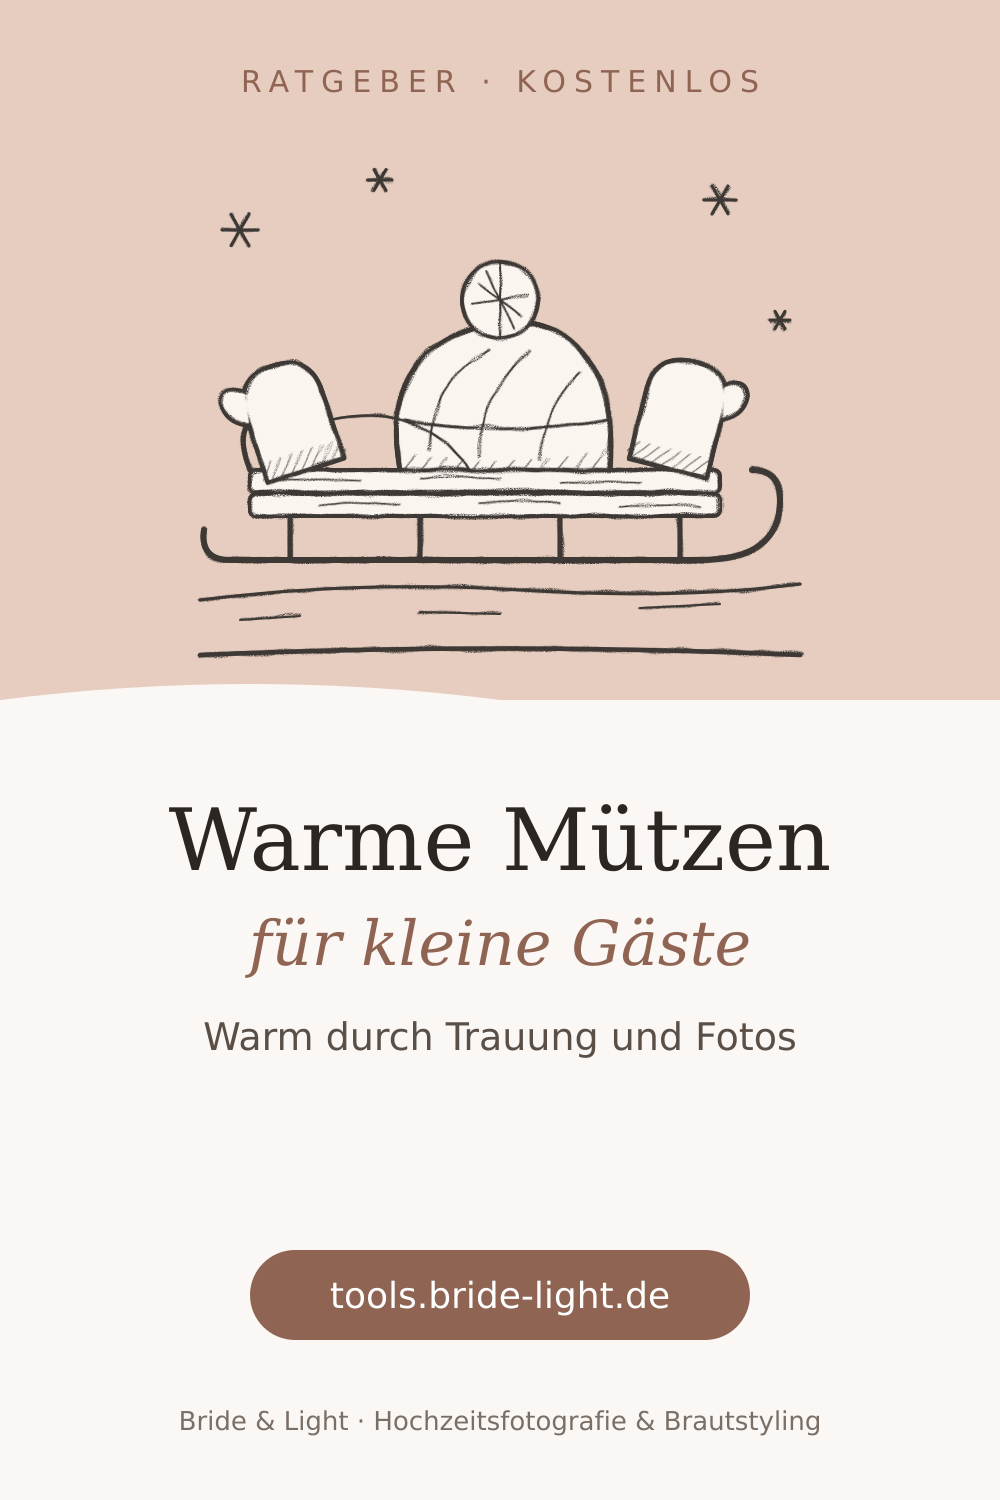 RATGEBER · KOSTENLOS
Warme Mützen
für kleine Gäste
Warm durch Trauung und Fotos
tools.bride-light.de
Bride & Light · Hochzeitsfotografie & Brautstyling